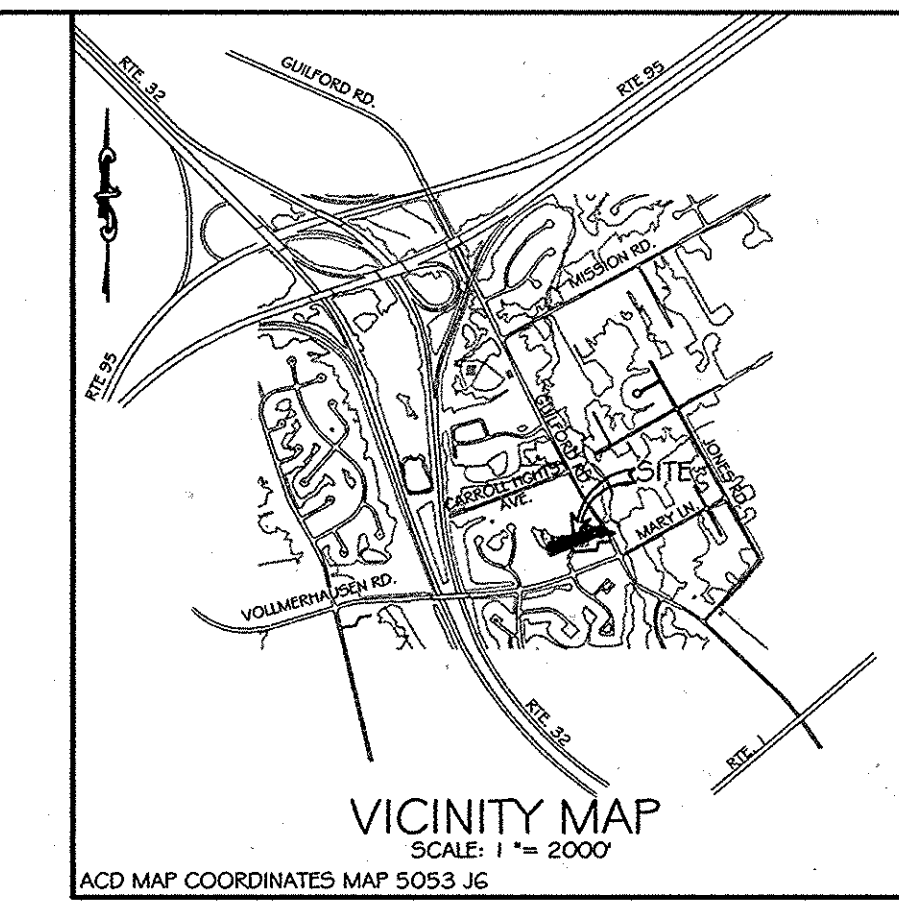 RTE. 32
GUILFORD RD.
RTE 95
MISSION RD.
RTE 95
GUILFORD RD.
JONES RD
CARROLL HGHTS
AVE.
SITE
MARY LN.
VOLLMERHAUSEN RD.
RTE. 32
RTE. 1
VICINITY MAP
SCALE: 1 "= 2000'
ACD MAP COORDINATES MAP 5053 J6